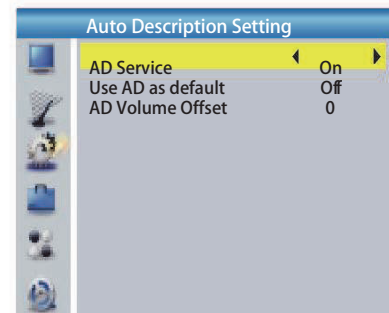 Auto Description Setting
AD Service On
Use AD as default Off
AD Volume Offset 0